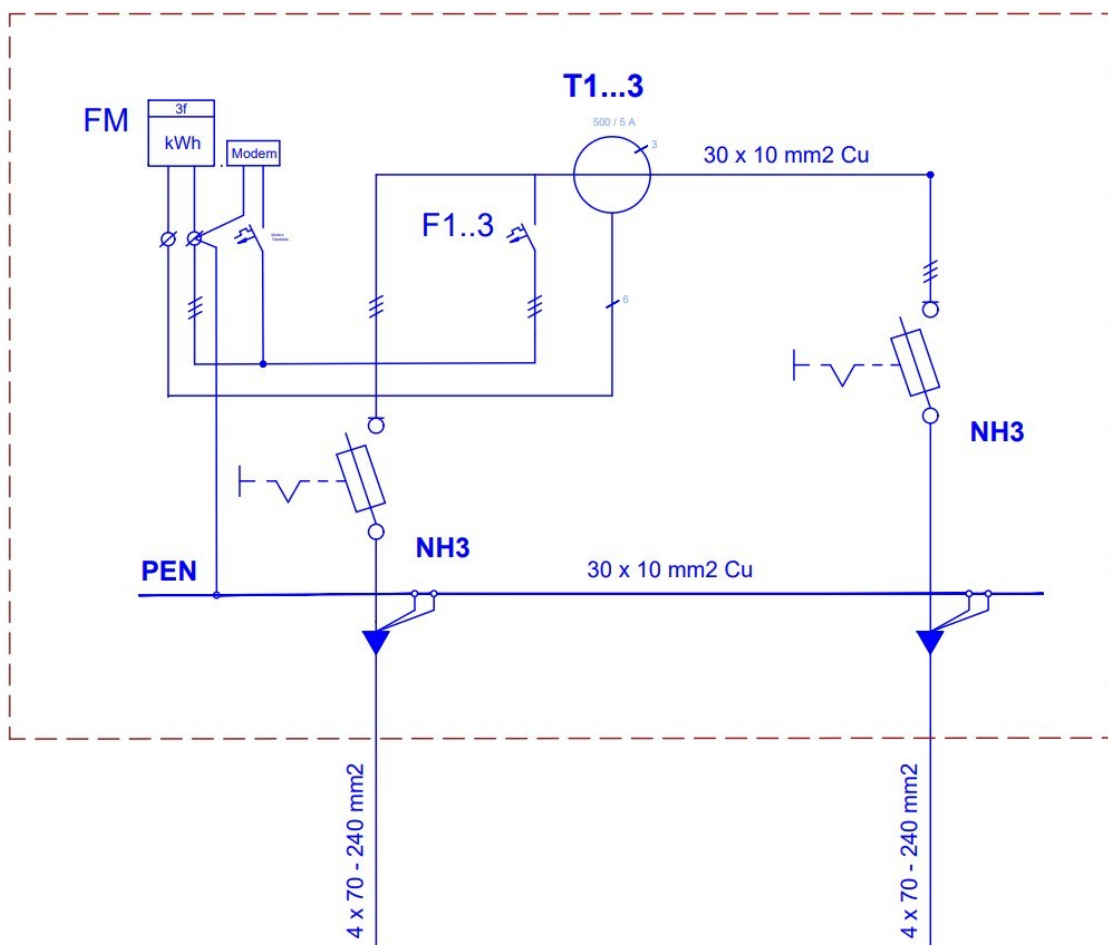 T1...3
500 / 5 A
3
30 x 10 mm2 Cu
FM
3f
kWh
Modem
F1..3
6
NH3
NH3
PEN
30 x 10 mm2 Cu
4 x 70 - 240 mm2
4 x 70 - 240 mm2